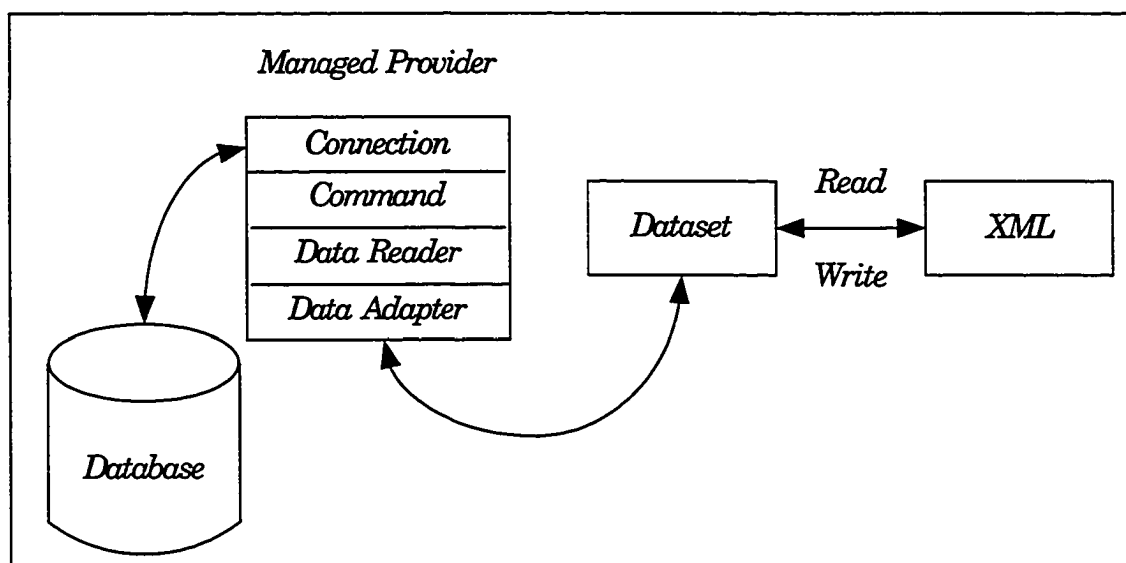 Managed Provider
Connection
Command
Data Reader
Data Adapter
Database
Dataset
Read
Write
XML